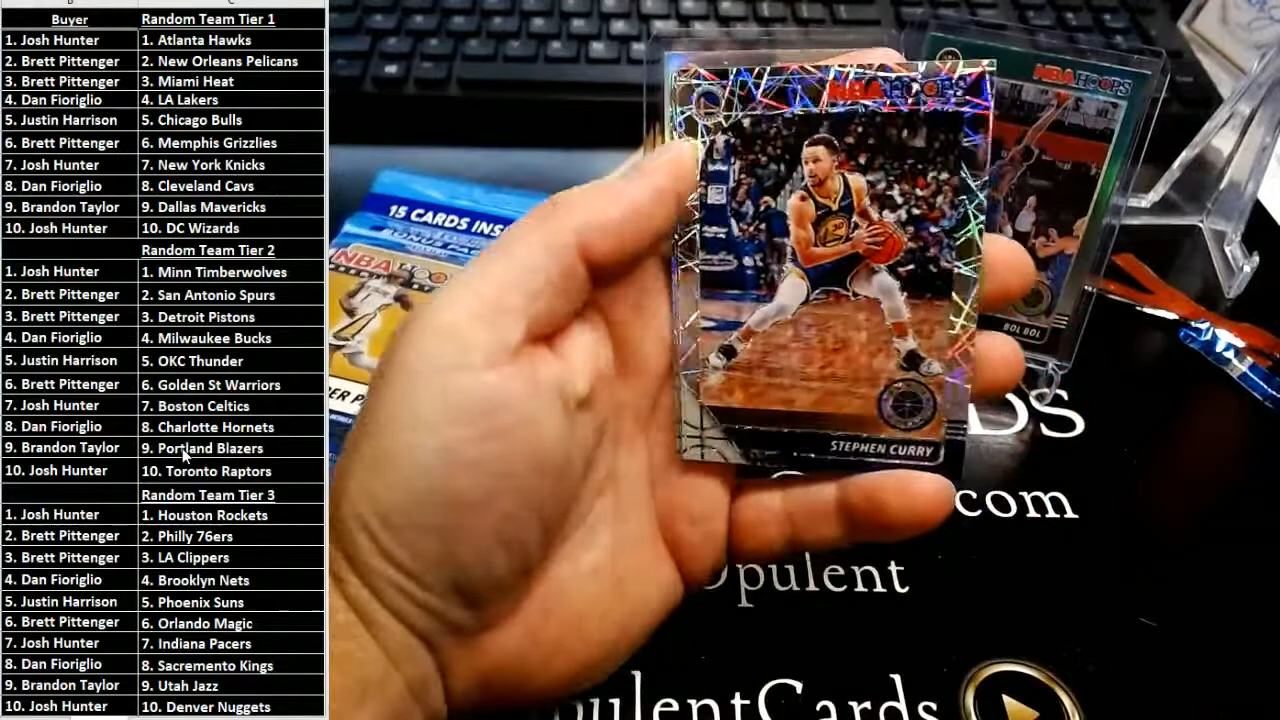 Buyer Random Team Tier 1
1. Josh Hunter 1. Atlanta Hawks
2. Brett Pittenger 2. New Orleans Pelicans
3. Brett Pittenger 3. Miami Heat
4. Dan Fioriglio 4. LA Lakers
5. Justin Harrison 5. Chicago Bulls
6. Brett Pittenger 6. Memphis Grizzlies
7. Josh Hunter 7. New York Knicks
8. Dan Fioriglio 8. Cleveland Cavs
9. Brandon Taylor 9. Dallas Mavericks
10. Josh Hunter 10. DC Wizards
Random Team Tier 2
1. Josh Hunter 1. Minn Timberwolves
2. Brett Pittenger 2. San Antonio Spurs
3. Brett Pittenger 3. Detroit Pistons
4. Dan Fioriglio 4. Milwaukee Bucks
5. Justin Harrison 5. OKC Thunder
6. Brett Pittenger 6. Golden St Warriors
7. Josh Hunter 7. Boston Celtics
8. Dan Fioriglio 8. Charlotte Hornets
9. Brandon Taylor 9. Portland Blazers
10. Josh Hunter 10. Toronto Raptors
Random Team Tier 3
1. Josh Hunter 1. Houston Rockets
2. Brett Pittenger 2. Philly 76ers
3. Brett Pittenger 3. LA Clippers
4. Dan Fioriglio 4. Brooklyn Nets
5. Justin Harrison 5. Phoenix Suns
6. Brett Pittenger 6. Orlando Magic
7. Josh Hunter 7. Indiana Pacers
8. Dan Fioriglio 8. Sacremento Kings
9. Brandon Taylor 9. Utah Jazz
10. Josh Hunter 10. Denver Nuggets
15 CARDS INS
NBA HOO
NBA HOOPS
30
STEPHEN CURRY
NBA HOOPS
BOL BOL
DS
com
Opulent
pulentCards